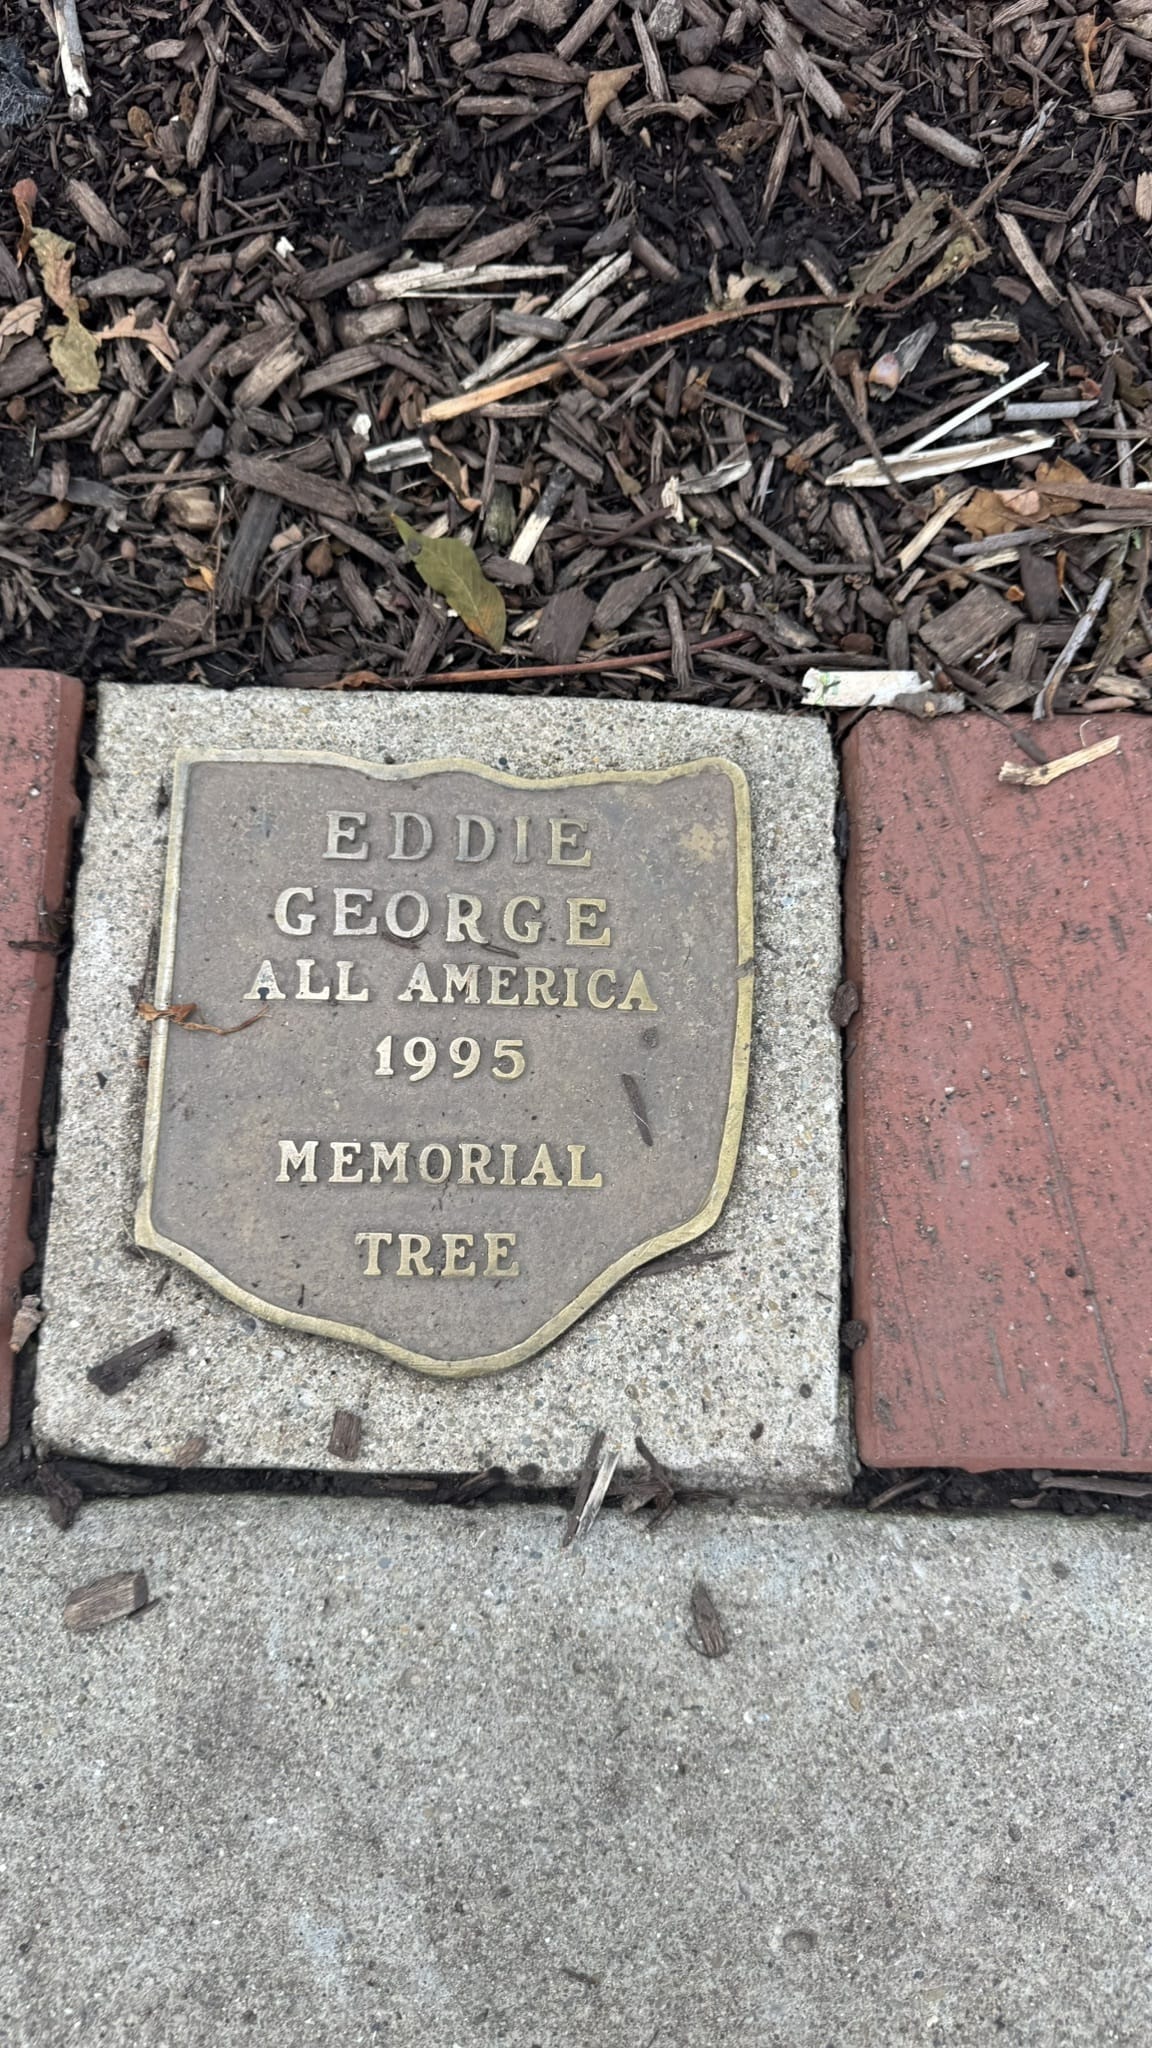 EDDIE
GEORGE
ALL AMERICA
1995
MEMORIAL
TREE